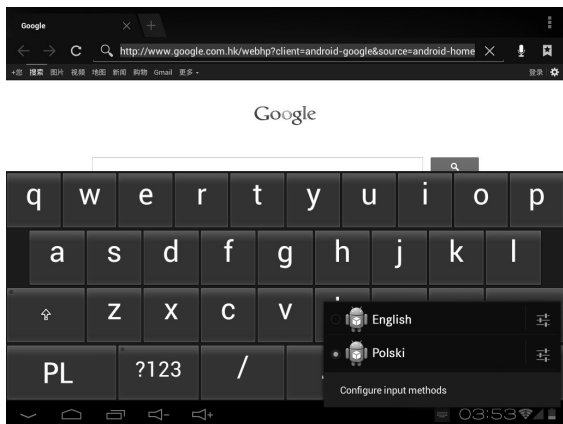 Google × +
http://www.google.com.hk/webhp?client=android-google&source=android-home ×
+您 搜索 图片 视频 地图 新闻 购物 Gmail 更多 登录
Google
q w e r t y u i o p
a s d f g h j k l
z x c v
English
PL ?123 /
Polski
Configure input methods
03:53